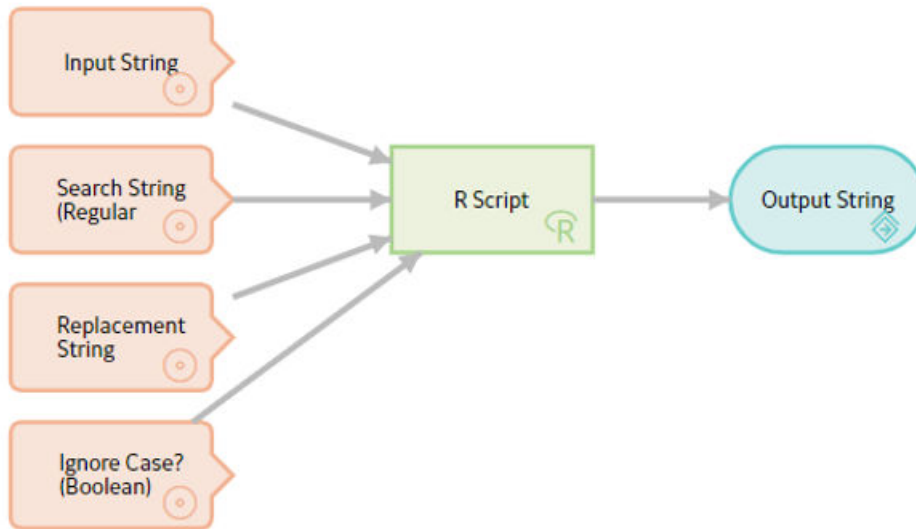 Input String
Search String
(Regular
R Script
R
Output String
Replacement
String
Ignore Case?
(Boolean)